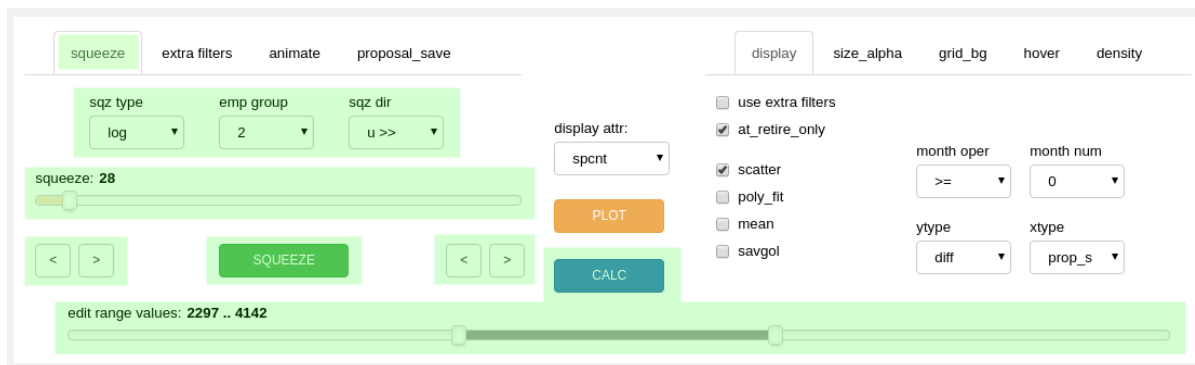 squeeze extra filters animate proposal_save
display size_alpha grid_bg hover density
sqz type emp group sqz dir
log 2 u >>
squeeze: 28
< > SQUEEZE < >
display attr:
spcnt
PLOT
CALC
use extra filters
at_retire_only
scatter
poly_fit
mean
savgol
month oper month num
>= 0
ytype xtype
diff prop_s
edit range values: 2297 .. 4142